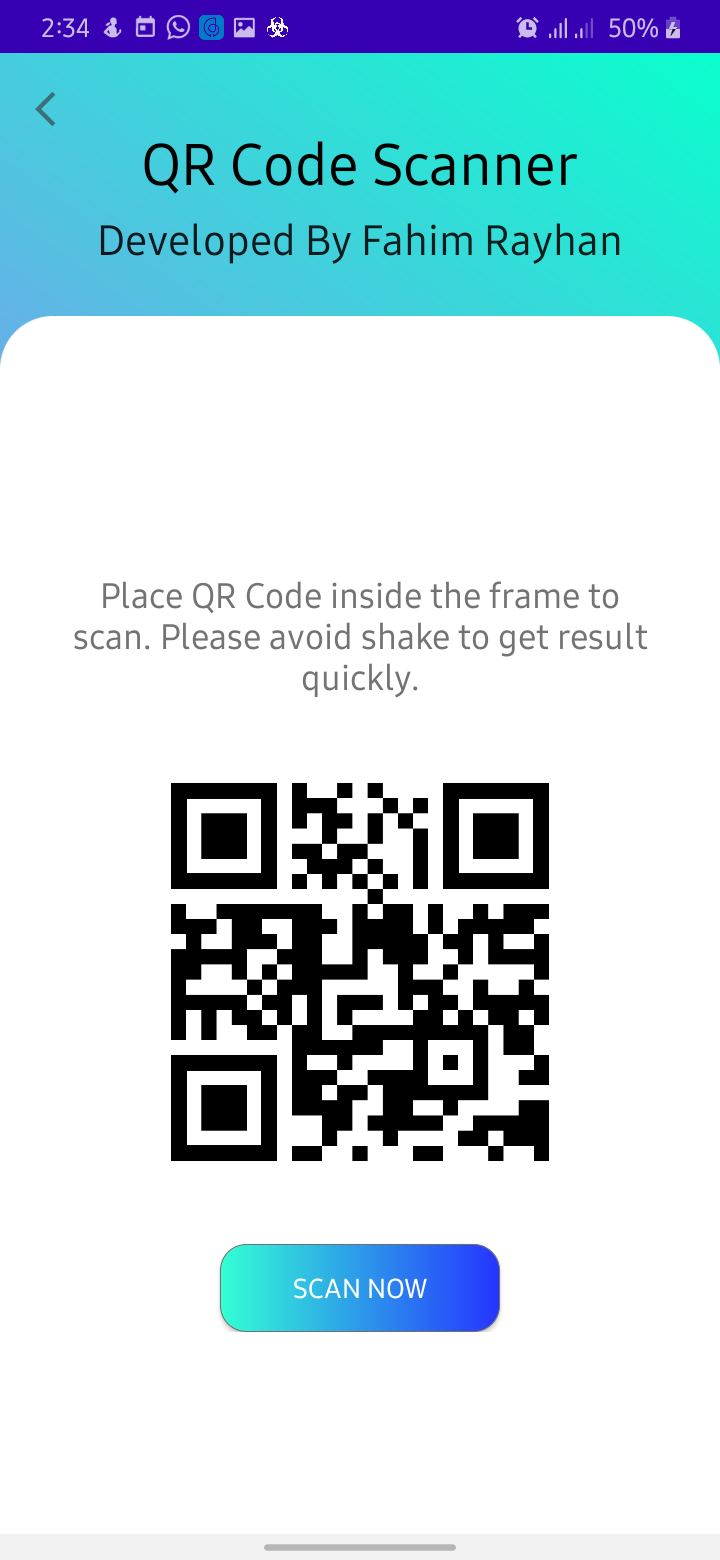 2:34 50%
QR Code Scanner
Developed By Fahim Rayhan
Place QR Code inside the frame to
scan. Please avoid shake to get result
quickly.
SCAN NOW